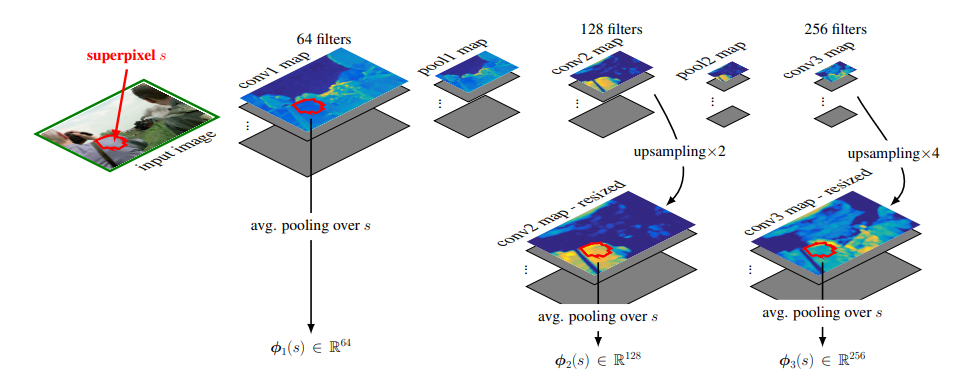 superpixel s
input image
64 filters
conv1 map
⋮
avg. pooling over s
ϕ₁(s) ∈ ℝ⁶⁴
pool1 map
⋮
128 filters
conv2 map
⋮
upsampling×2
conv2 map - resized
⋮
avg. pooling over s
ϕ₂(s) ∈ ℝ¹²⁸
pool2 map
⋮
256 filters
conv3 map
⋮
upsampling×4
conv3 map - resized
⋮
avg. pooling over s
ϕ₃(s) ∈ ℝ²⁵⁶